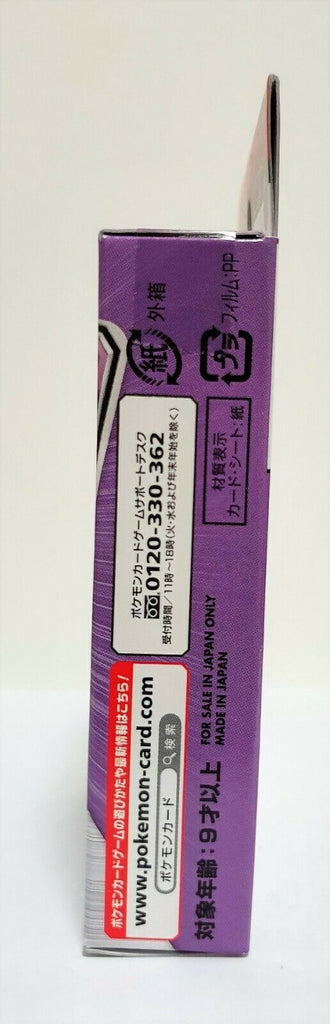 ポケモンカードゲームの遊びかたや最新情報はこちら!
www.pokemon-card.com
ポケモンカード 検索
対象年齢:9才以上
FOR SALE IN JAPAN ONLY
MADE IN JAPAN
ポケモンカードゲームサポートデスク
0120-330-362
受付時間/11時~18時(火・水および年末年始を除く)
材質表示
カード・シート:紙
紙 外箱
プラ フィルム:PP